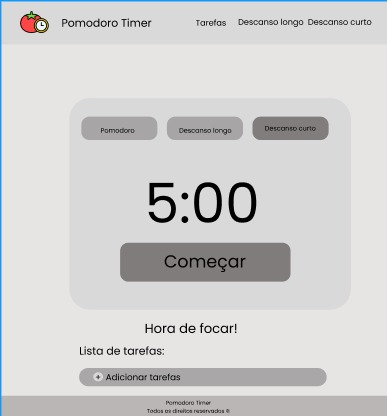 Pomodoro Timer
Tarefas Descanso longo Descanso curto
Pomodoro Descanso longo Descanso curto
5:00
Começar
Hora de focar!
Lista de tarefas:
+ Adicionar tarefas
Pomodoro Timer
Todos os direitos reservados ®